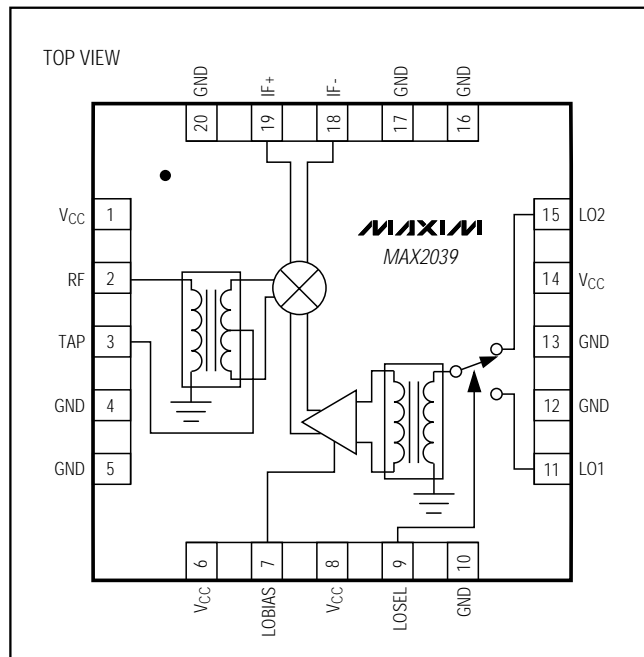 TOP VIEW
GND
IF+
IF-
GND
GND
20
19
18
17
16
VCC 1
RF 2
TAP 3
GND 4
GND 5
MAXIM
MAX2039
15 LO2
14 VCC
13 GND
12 GND
11 LO1
6
7
8
9
10
VCC
LOBIAS
VCC
LOSEL
GND